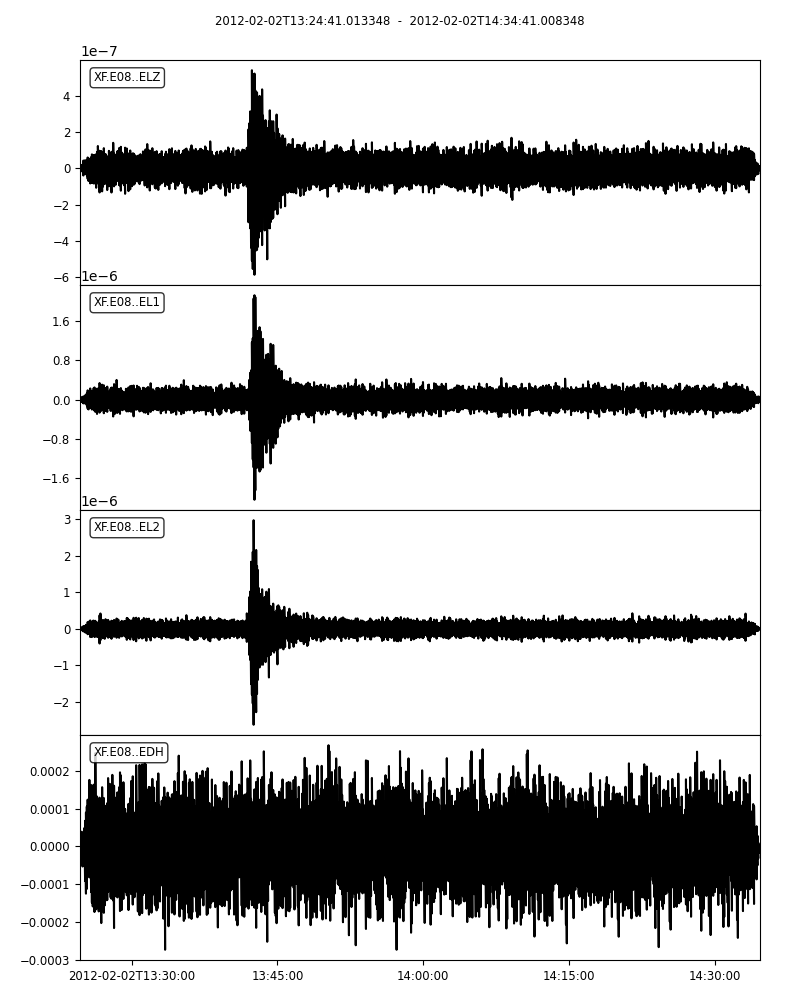 2012-02-02T13:24:41.013348  -  2012-02-02T14:34:41.008348
1e−7
XF.E08..ELZ
4
2
0
−2
−4
−6
1e−6
XF.E08..EL1
1.6
0.8
0.0
−0.8
−1.6
1e−6
XF.E08..EL2
3
2
1
0
−1
−2
XF.E08..EDH
0.0002
0.0001
0.0000
−0.0001
−0.0002
−0.0003
2012-02-02T13:30:00 13:45:00 14:00:00 14:15:00 14:30:00